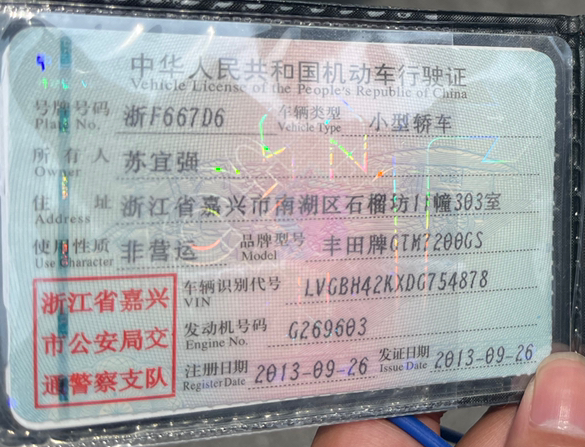 中华人民共和国机动车行驶证
Vehicle License of the People's Republic of China
号牌号码 浙F667D6 车辆类型 小型轿车
Plate No. Vehicle Type
所有人 苏宜强
Owner
住址 浙江省嘉兴市南湖区石榴坊11幢303室
Address
使用性质 非营运 品牌型号 丰田牌GTM7200GS
Use Character Model
浙江省嘉兴
市公安局交
通警察支队
车辆识别代号 LVGBH42KXDG754878
VIN
发动机号码 G269603
Engine No.
注册日期 2013-09-26 发证日期 2013-09-26
Register Date Issue Date